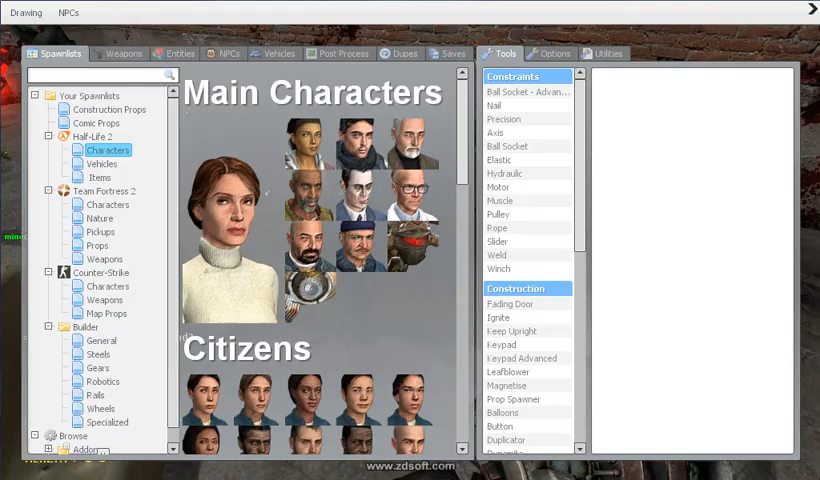 Drawing NPCs
Spawnlists Weapons Entities NPCs Vehicles Post Process Dupes Saves
Tools Options Utilities
Your Spawnlists
Construction Props
Comic Props
Half-Life 2
Characters
Vehicles
Items
Team Fortress 2
Characters
Nature
Pickups
Props
Weapons
Counter-Strike
Characters
Weapons
Map Props
Builder
General
Steels
Gears
Robotics
Rails
Wheels
Specialized
Browse
Main Characters
Citizens
Constraints
Ball Socket - Advan...
Nail
Precision
Axis
Ball Socket
Elastic
Hydraulic
Motor
Muscle
Pulley
Rope
Slider
Weld
Winch
Construction
Fading Door
Ignite
Keep Upright
Keypad
Keypad Advanced
Leafblower
Magnetise
Prop Spawner
Balloons
Button
Duplicator
www.zdsoft.com